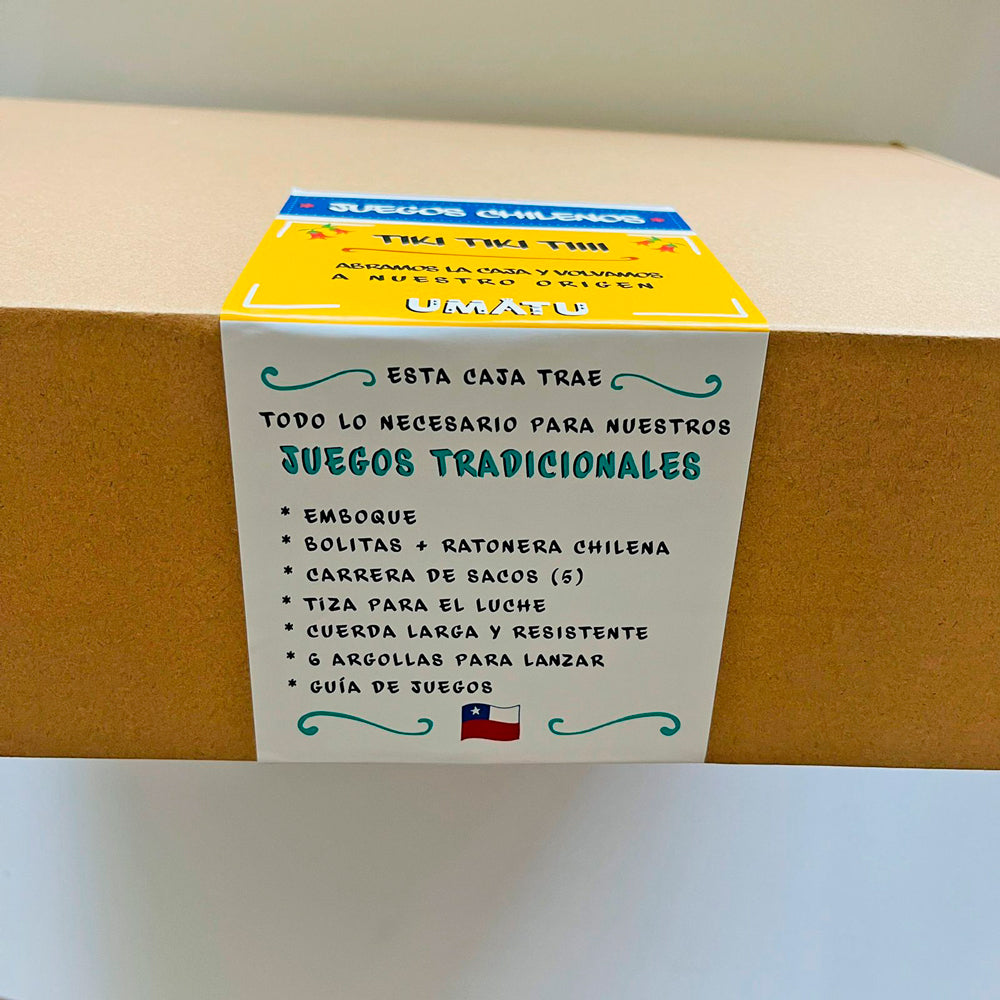 JUEGOS CHILENOS
TIKI TIKI TIIII
ABRAMOS LA CAJA Y VOLVAMOS
A NUESTRO ORIGEN
UMATU
ESTA CAJA TRAE
TODO LO NECESARIO PARA NUESTROS
JUEGOS TRADICIONALES
* EMBOQUE
* BOLITAS + RATONERA CHILENA
* CARRERA DE SACOS (5)
* TIZA PARA EL LUCHE
* CUERDA LARGA Y RESISTENTE
* 6 ARGOLLAS PARA LANZAR
* GUÍA DE JUEGOS